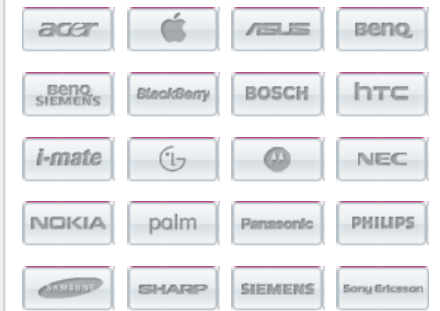 acer
ASUS
BenQ
BenQ
SIEMENS
BlackBerry
BOSCH
hTC
i-mate
LG
NEC
NOKIA
palm
Panasonic
PHILIPS
SAMSUNG
SHARP
SIEMENS
Sony Ericsson